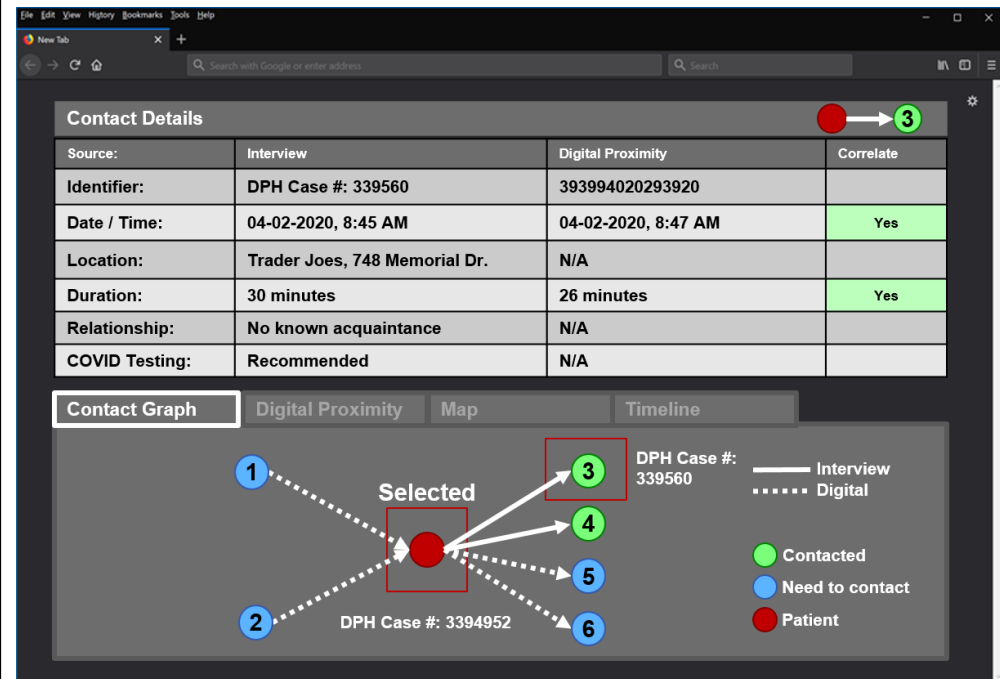 File Edit View History Bookmarks Tools Help
New Tab
Search with Google or enter address
Search
Contact Details
3
Source: Interview Digital Proximity Correlate
Identifier: DPH Case #: 339560 393994020293920
Date / Time: 04-02-2020, 8:45 AM 04-02-2020, 8:47 AM Yes
Location: Trader Joes, 748 Memorial Dr. N/A
Duration: 30 minutes 26 minutes Yes
Relationship: No known acquaintance N/A
COVID Testing: Recommended N/A
Contact Graph Digital Proximity Map Timeline
1
Selected
3
DPH Case #:
339560
Interview
Digital
4
Contacted
5
Need to contact
2
DPH Case #: 3394952
6
Patient